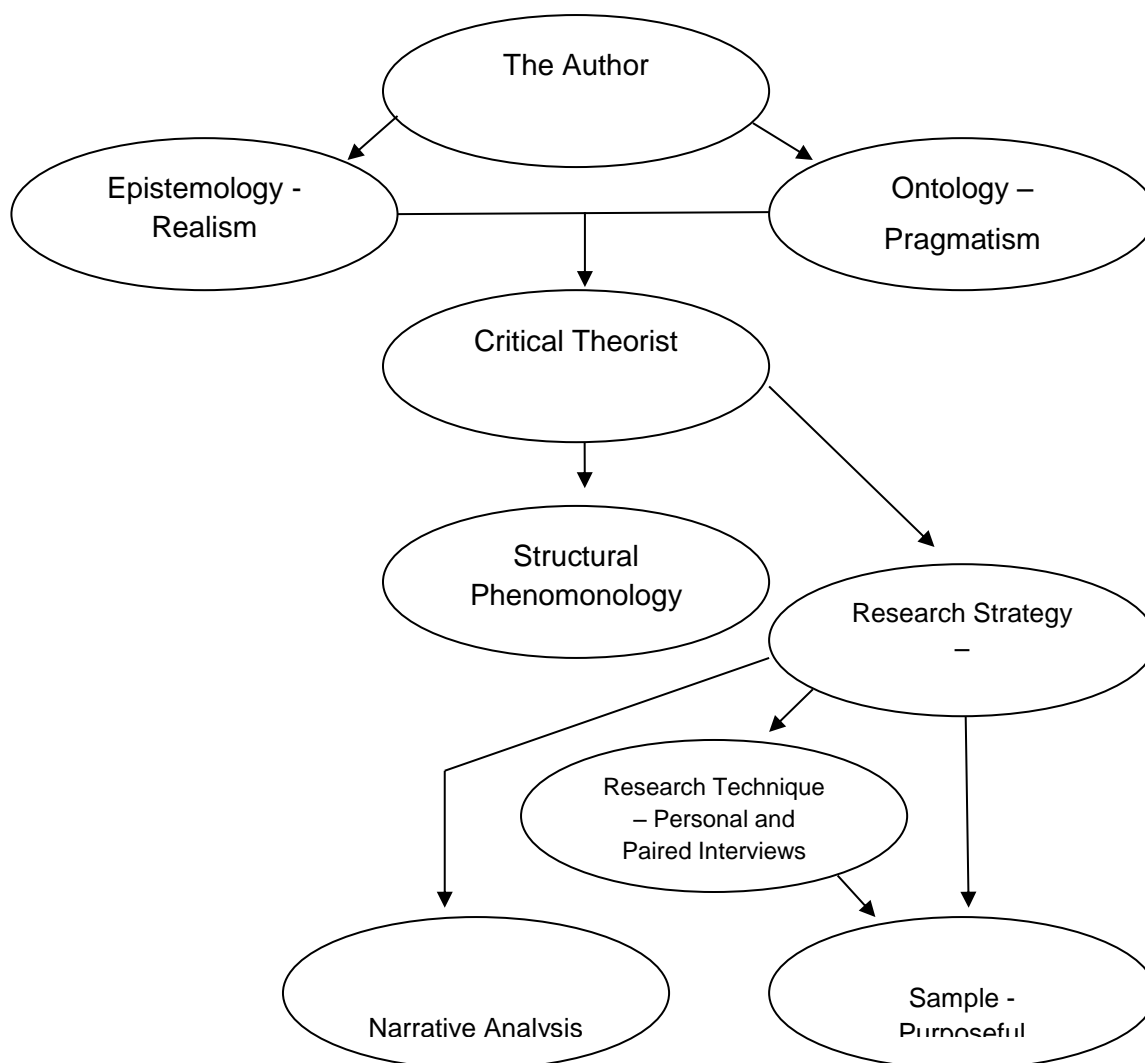 The Author
Epistemology -
Realism
Ontology –
Pragmatism
Critical Theorist
Structural
Phenomonology
Research Strategy
–
Research Technique
– Personal and
Paired Interviews
Narrative Analysis
Sample -
Purposeful